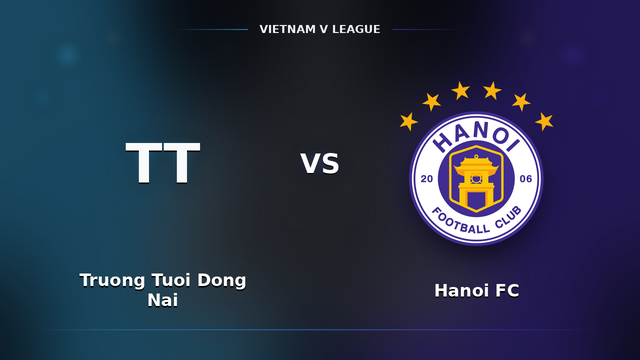 VIETNAM V LEAGUE
TT
VS
HANOI
20 06
FOOTBALL CLUB
Truong Tuoi Dong
Nai
Hanoi FC